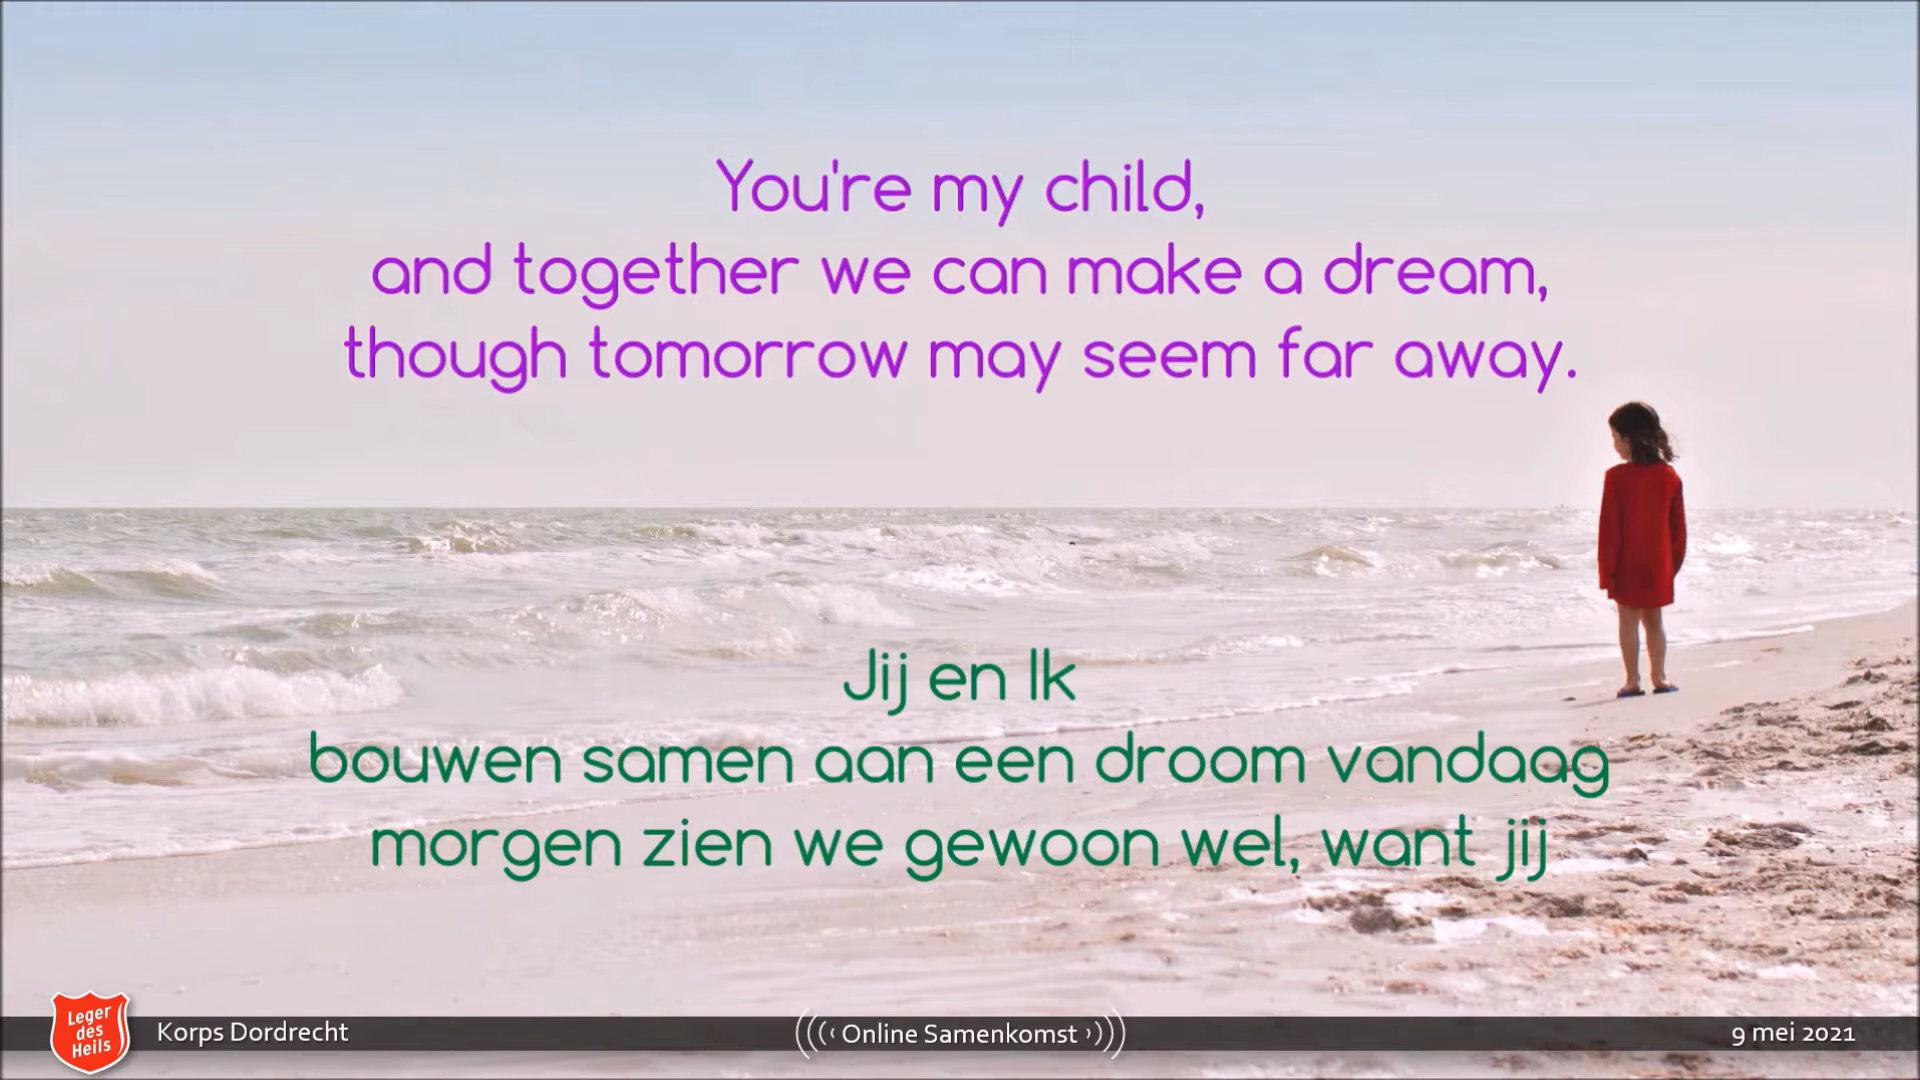 You're my child,
and together we can make a dream,
though tomorrow may seem far away.
Jij en Ik
bouwen samen aan een droom vandaag
morgen zien we gewoon wel, want jij
Leger
des
Heils
Korps Dordrecht
Online Samenkomst
9 mei 2021